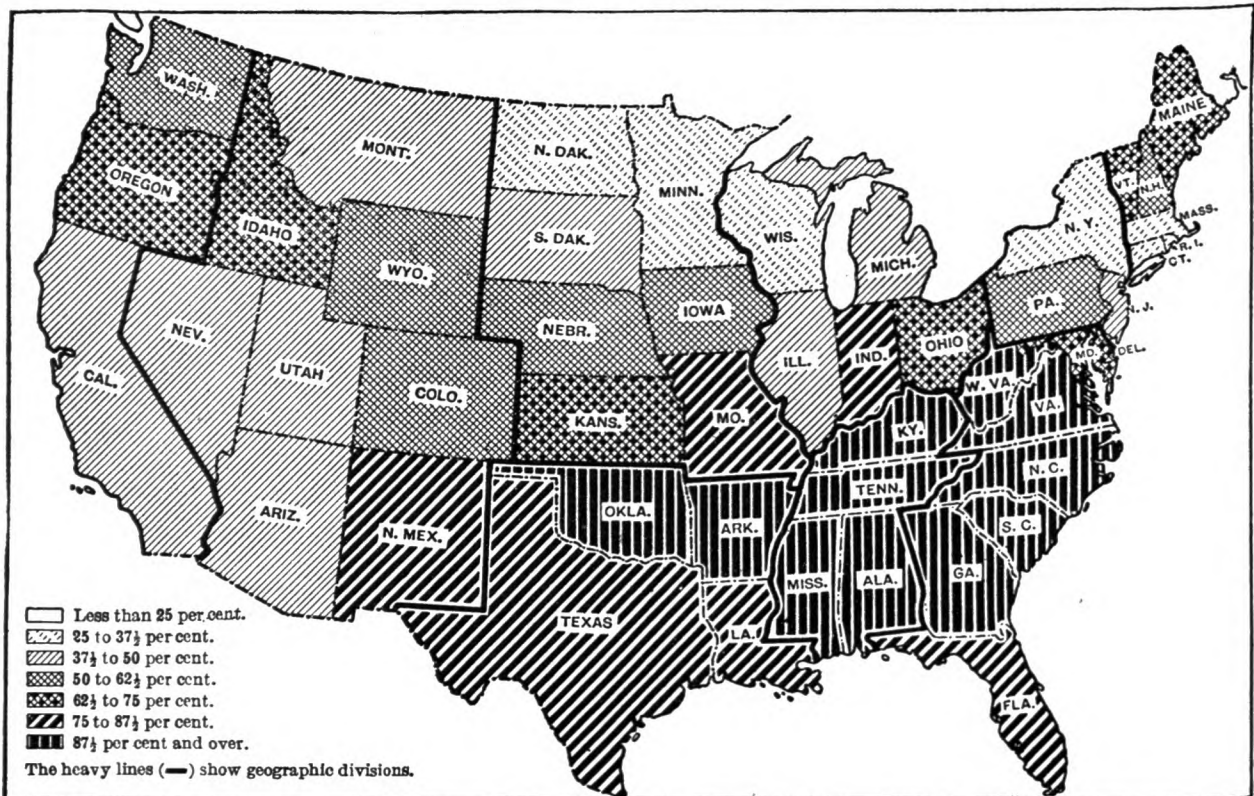 WASH.
MONT.
N. DAK.
MINN.
MAINE
OREGON
IDAHO
VT.
N.H.
S. DAK.
WIS.
MICH.
N. Y.
MASS.
R. I.
CT.
WYO.
IOWA
PA.
N. J.
NEV.
NEBR.
CAL.
UTAH
COLO.
ILL.
IND.
OHIO
MD.
DEL.
KANS.
MO.
W. VA.
VA.
KY.
N. C.
ARIZ.
N. MEX.
OKLA.
ARK.
TENN.
S. C.
MISS.
ALA.
GA.
TEXAS
LA.
FLA.
Less than 25 per cent.
25 to 37½ per cent.
37½ to 50 per cent.
50 to 62½ per cent.
62½ to 75 per cent.
75 to 87½ per cent.
87½ per cent and over.
The heavy lines (▬) show geographic divisions.